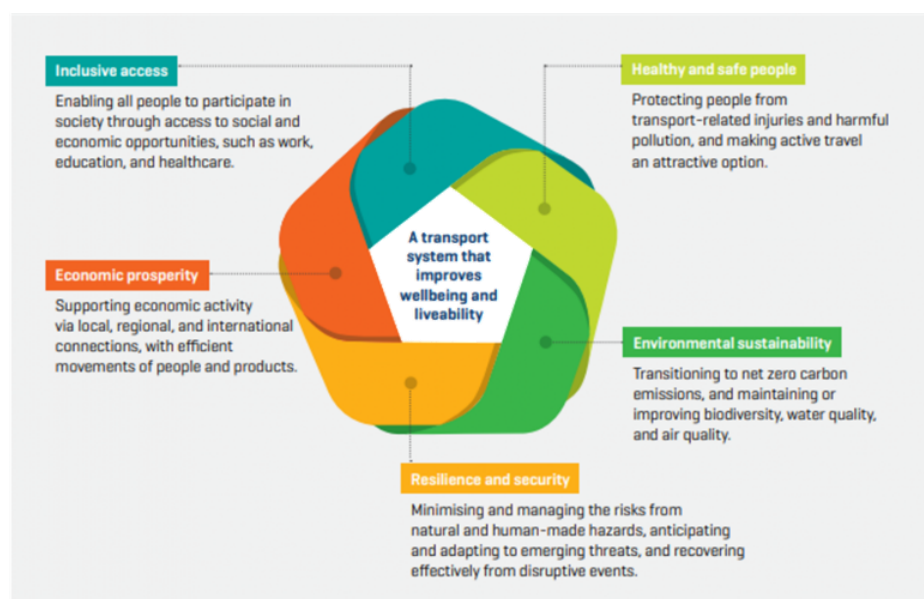 Inclusive access
Enabling all people to participate in
society through access to social and
economic opportunities, such as work,
education, and healthcare.
Healthy and safe people
Protecting people from
transport-related injuries and harmful
pollution, and making active travel
an attractive option.
A transport
system that
improves
wellbeing and
liveability
Economic prosperity
Supporting economic activity
via local, regional, and international
connections, with efficient
movements of people and products.
Environmental sustainability
Transitioning to net zero carbon
emissions, and maintaining or
improving biodiversity, water quality,
and air quality.
Resilience and security
Minimising and managing the risks from
natural and human-made hazards, anticipating
and adapting to emerging threats, and recovering
effectively from disruptive events.